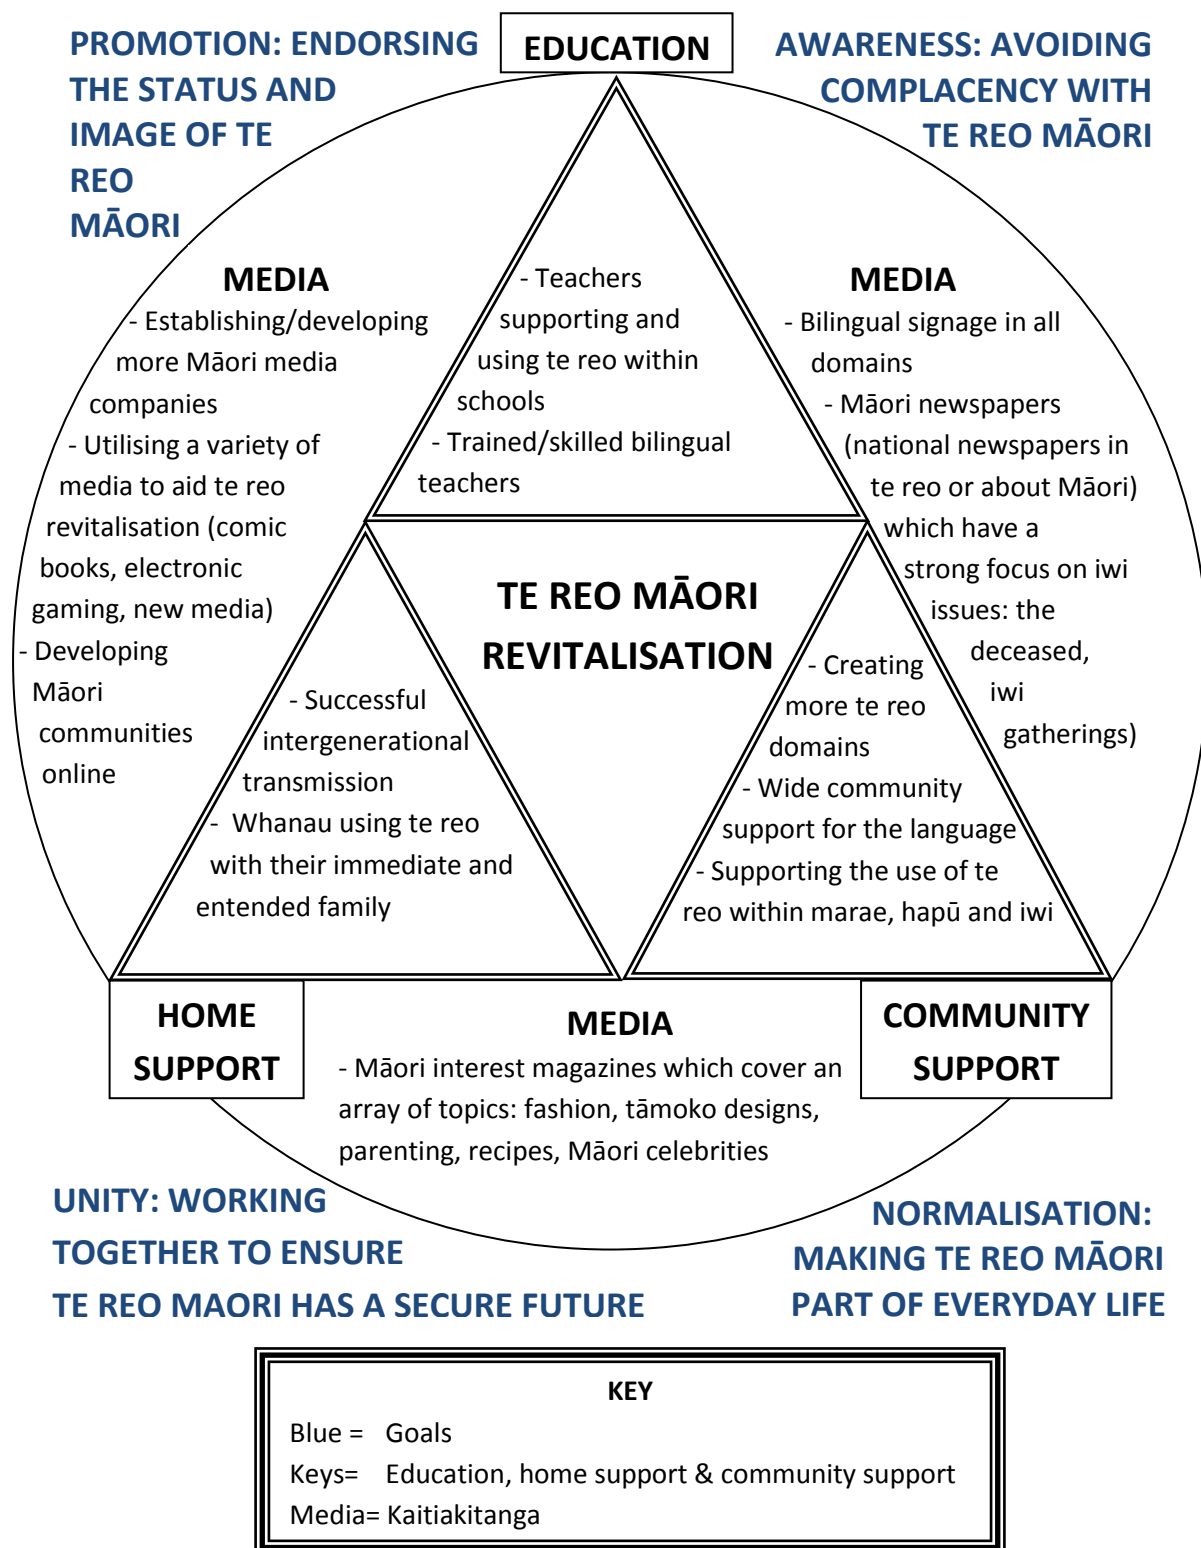 PROMOTION: ENDORSING
THE STATUS AND
IMAGE OF TE
REO
MĀORI
EDUCATION
AWARENESS: AVOIDING
COMPLACENCY WITH
TE REO MĀORI
MEDIA
- Establishing/developing
more Māori media
companies
- Utilising a variety of
media to aid te reo
revitalisation (comic
books, electronic
gaming, new media)
- Developing
Māori
communities
online
- Teachers
supporting and
using te reo within
schools
- Trained/skilled bilingual
teachers
MEDIA
- Bilingual signage in all
domains
- Māori newspapers
(national newspapers in
te reo or about Māori)
which have a
strong focus on iwi
issues: the
deceased,
iwi
gatherings)
TE REO MĀORI
REVITALISATION
- Successful
intergenerational
transmission
- Whanau using te reo
with their immediate and
entended family
- Creating
more te reo
domains
- Wide community
support for the language
- Supporting the use of te
reo within marae, hapū and iwi
HOME
SUPPORT
MEDIA
- Māori interest magazines which cover an
array of topics: fashion, tāmoko designs,
parenting, recipes, Māori celebrities
COMMUNITY
SUPPORT
UNITY: WORKING
TOGETHER TO ENSURE
TE REO MAORI HAS A SECURE FUTURE
NORMALISATION:
MAKING TE REO MĀORI
PART OF EVERYDAY LIFE
KEY
Blue = Goals
Keys= Education, home support & community support
Media= Kaitiakitanga